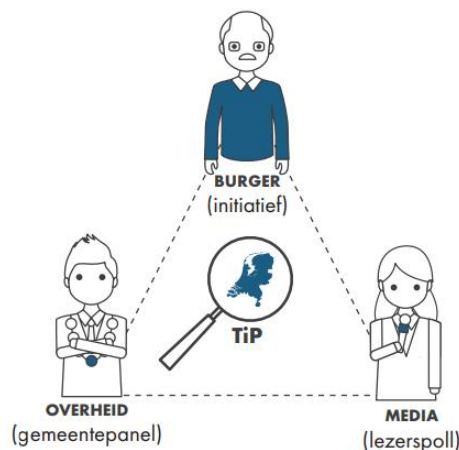 BURGER
(initiatief)
TiP
OVERHEID
(gemeentepanel)
MEDIA
(lezerspoll)